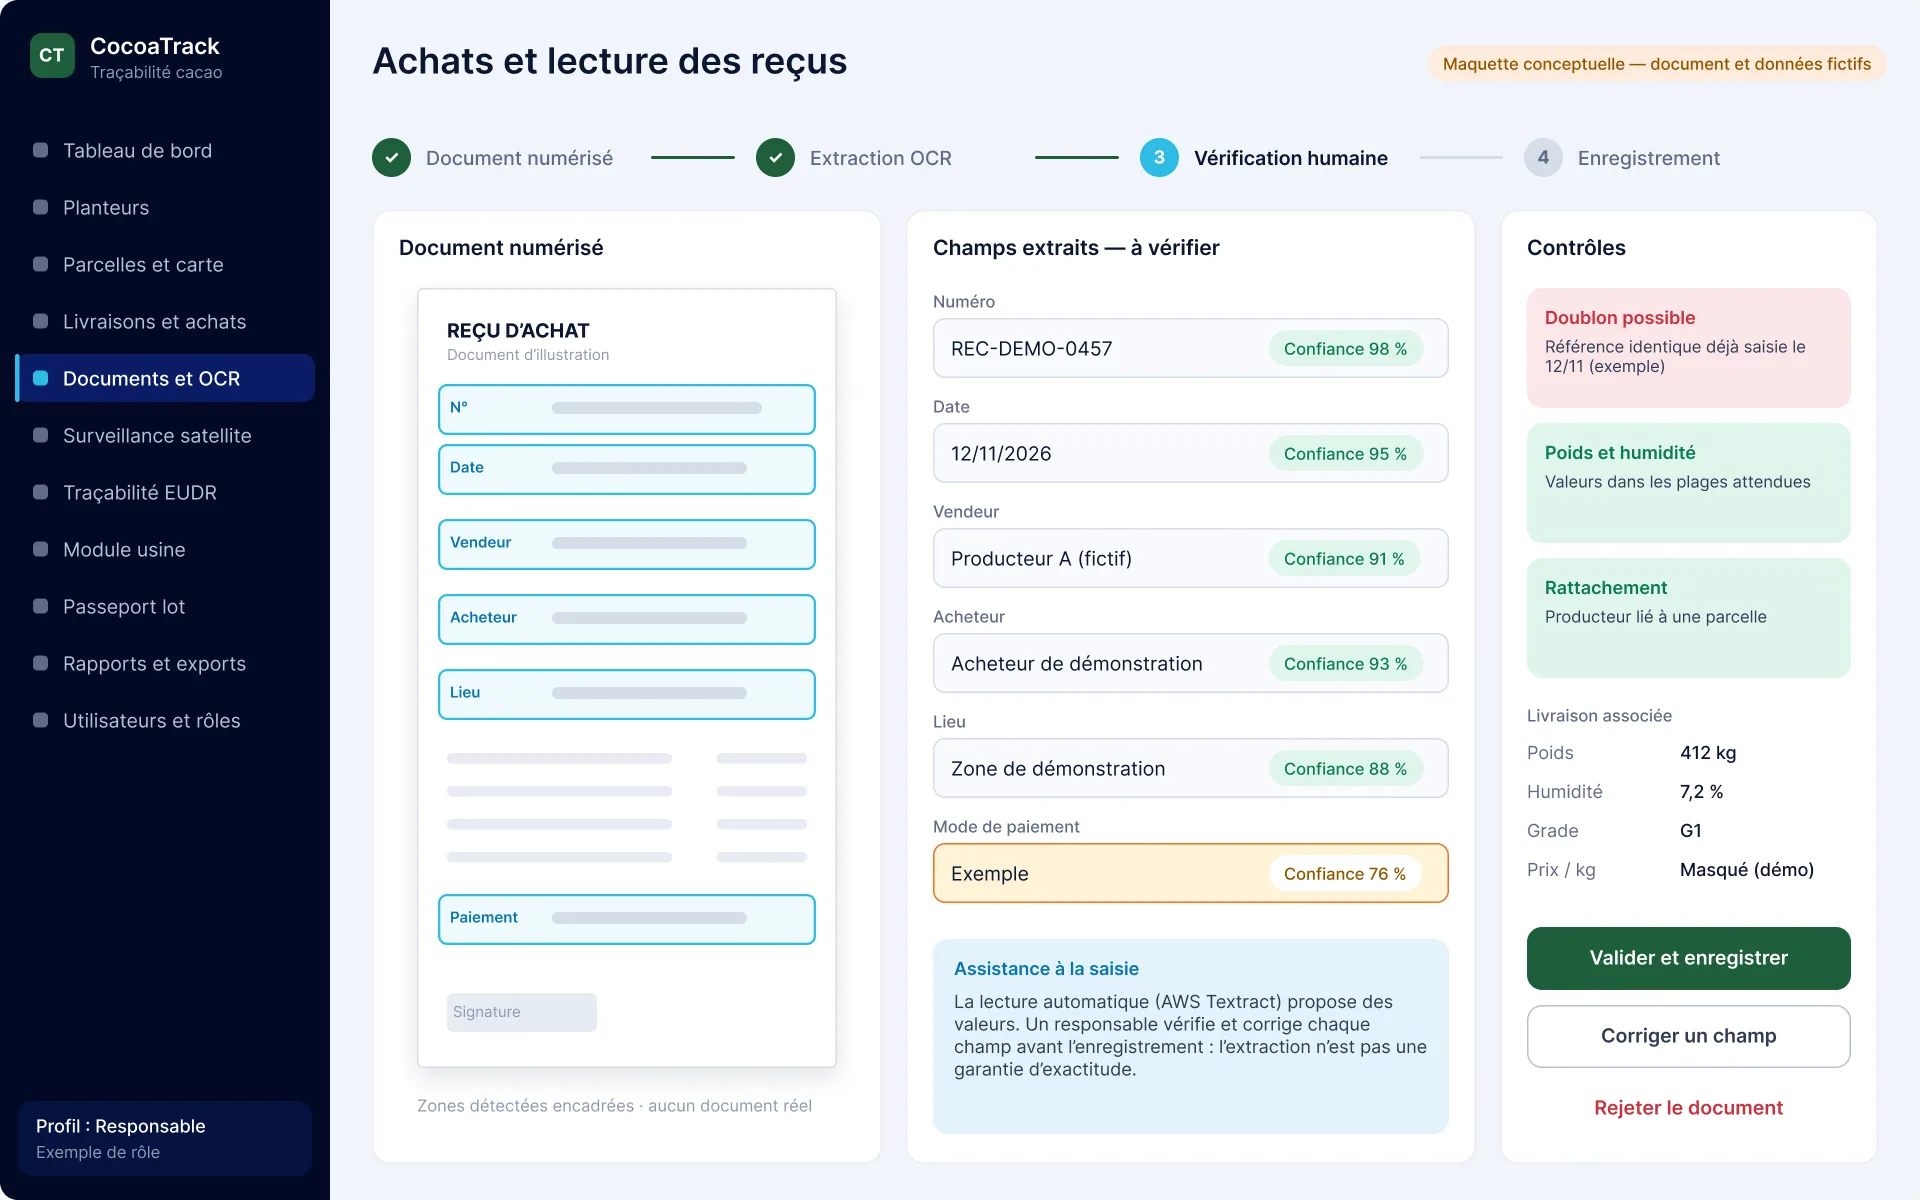 CT
CocoaTrack
Traçabilité cacao
Tableau de bord
Planteurs
Parcelles et carte
Livraisons et achats
Documents et OCR
Surveillance satellite
Traçabilité EUDR
Module usine
Passeport lot
Rapports et exports
Utilisateurs et rôles
Profil : Responsable
Exemple de rôle
Achats et lecture des reçus
Maquette conceptuelle — document et données fictifs
Document numérisé
Extraction OCR
3 Vérification humaine
4 Enregistrement
Document numérisé
REÇU D’ACHAT
Document d’illustration
N°
Date
Vendeur
Acheteur
Lieu
Paiement
Signature
Zones détectées encadrées · aucun document réel
Champs extraits — à vérifier
Numéro
REC-DEMO-0457 Confiance 98 %
Date
12/11/2026 Confiance 95 %
Vendeur
Producteur A (fictif) Confiance 91 %
Acheteur
Acheteur de démonstration Confiance 93 %
Lieu
Zone de démonstration Confiance 88 %
Mode de paiement
Exemple Confiance 76 %
Assistance à la saisie
La lecture automatique (AWS Textract) propose des
valeurs. Un responsable vérifie et corrige chaque
champ avant l’enregistrement : l’extraction n’est pas une
garantie d’exactitude.
Contrôles
Doublon possible
Référence identique déjà saisie le
12/11 (exemple)
Poids et humidité
Valeurs dans les plages attendues
Rattachement
Producteur lié à une parcelle
Livraison associée
Poids 412 kg
Humidité 7,2 %
Grade G1
Prix / kg Masqué (démo)
Valider et enregistrer
Corriger un champ
Rejeter le document